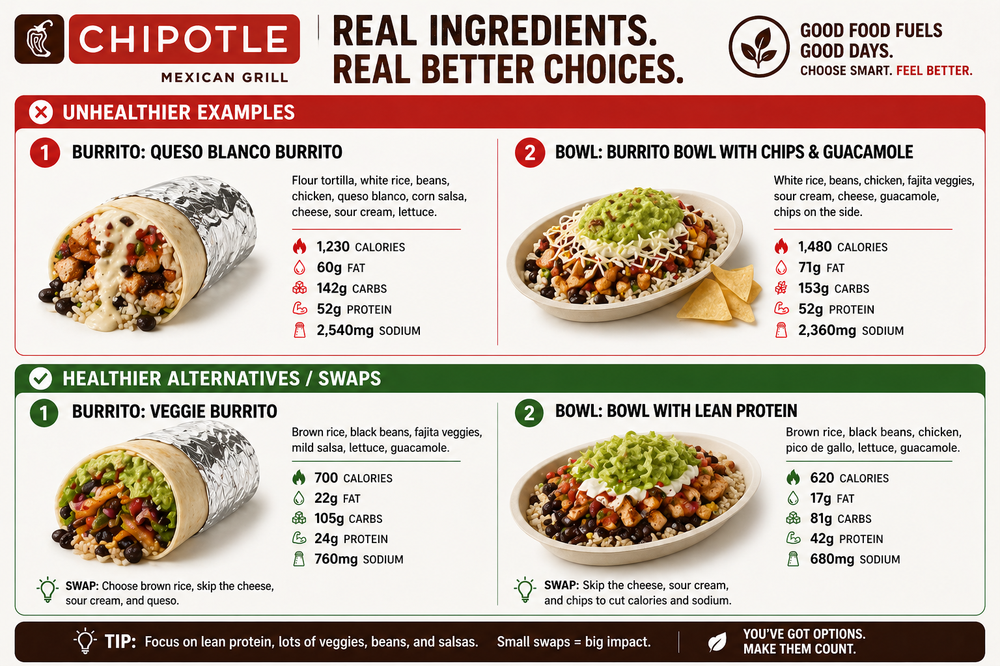 CHIPOTLE
MEXICAN GRILL
REAL INGREDIENTS.
REAL BETTER CHOICES.
GOOD FOOD FUELS
GOOD DAYS.
CHOOSE SMART. FEEL BETTER.
UNHEALTHIER EXAMPLES
1 BURRITO: QUESO BLANCO BURRITO
Flour tortilla, white rice, beans,
chicken, queso blanco, corn salsa,
cheese, sour cream, lettuce.
1,230 CALORIES
60g FAT
142g CARBS
52g PROTEIN
2,540mg SODIUM
2 BOWL: BURRITO BOWL WITH CHIPS & GUACAMOLE
White rice, beans, chicken, fajita veggies,
sour cream, cheese, guacamole,
chips on the side.
1,480 CALORIES
71g FAT
153g CARBS
52g PROTEIN
2,360mg SODIUM
HEALTHIER ALTERNATIVES / SWAPS
1 BURRITO: VEGGIE BURRITO
Brown rice, black beans, fajita veggies,
mild salsa, lettuce, guacamole.
700 CALORIES
22g FAT
105g CARBS
24g PROTEIN
760mg SODIUM
SWAP: Choose brown rice, skip the cheese,
sour cream, and queso.
2 BOWL: BOWL WITH LEAN PROTEIN
Brown rice, black beans, chicken,
pico de gallo, lettuce, guacamole.
620 CALORIES
17g FAT
81g CARBS
42g PROTEIN
680mg SODIUM
SWAP: Skip the cheese, sour cream,
and chips to cut calories and sodium.
TIP: Focus on lean protein, lots of veggies, beans, and salsas. Small swaps = big impact.
YOU'VE GOT OPTIONS.
MAKE THEM COUNT.